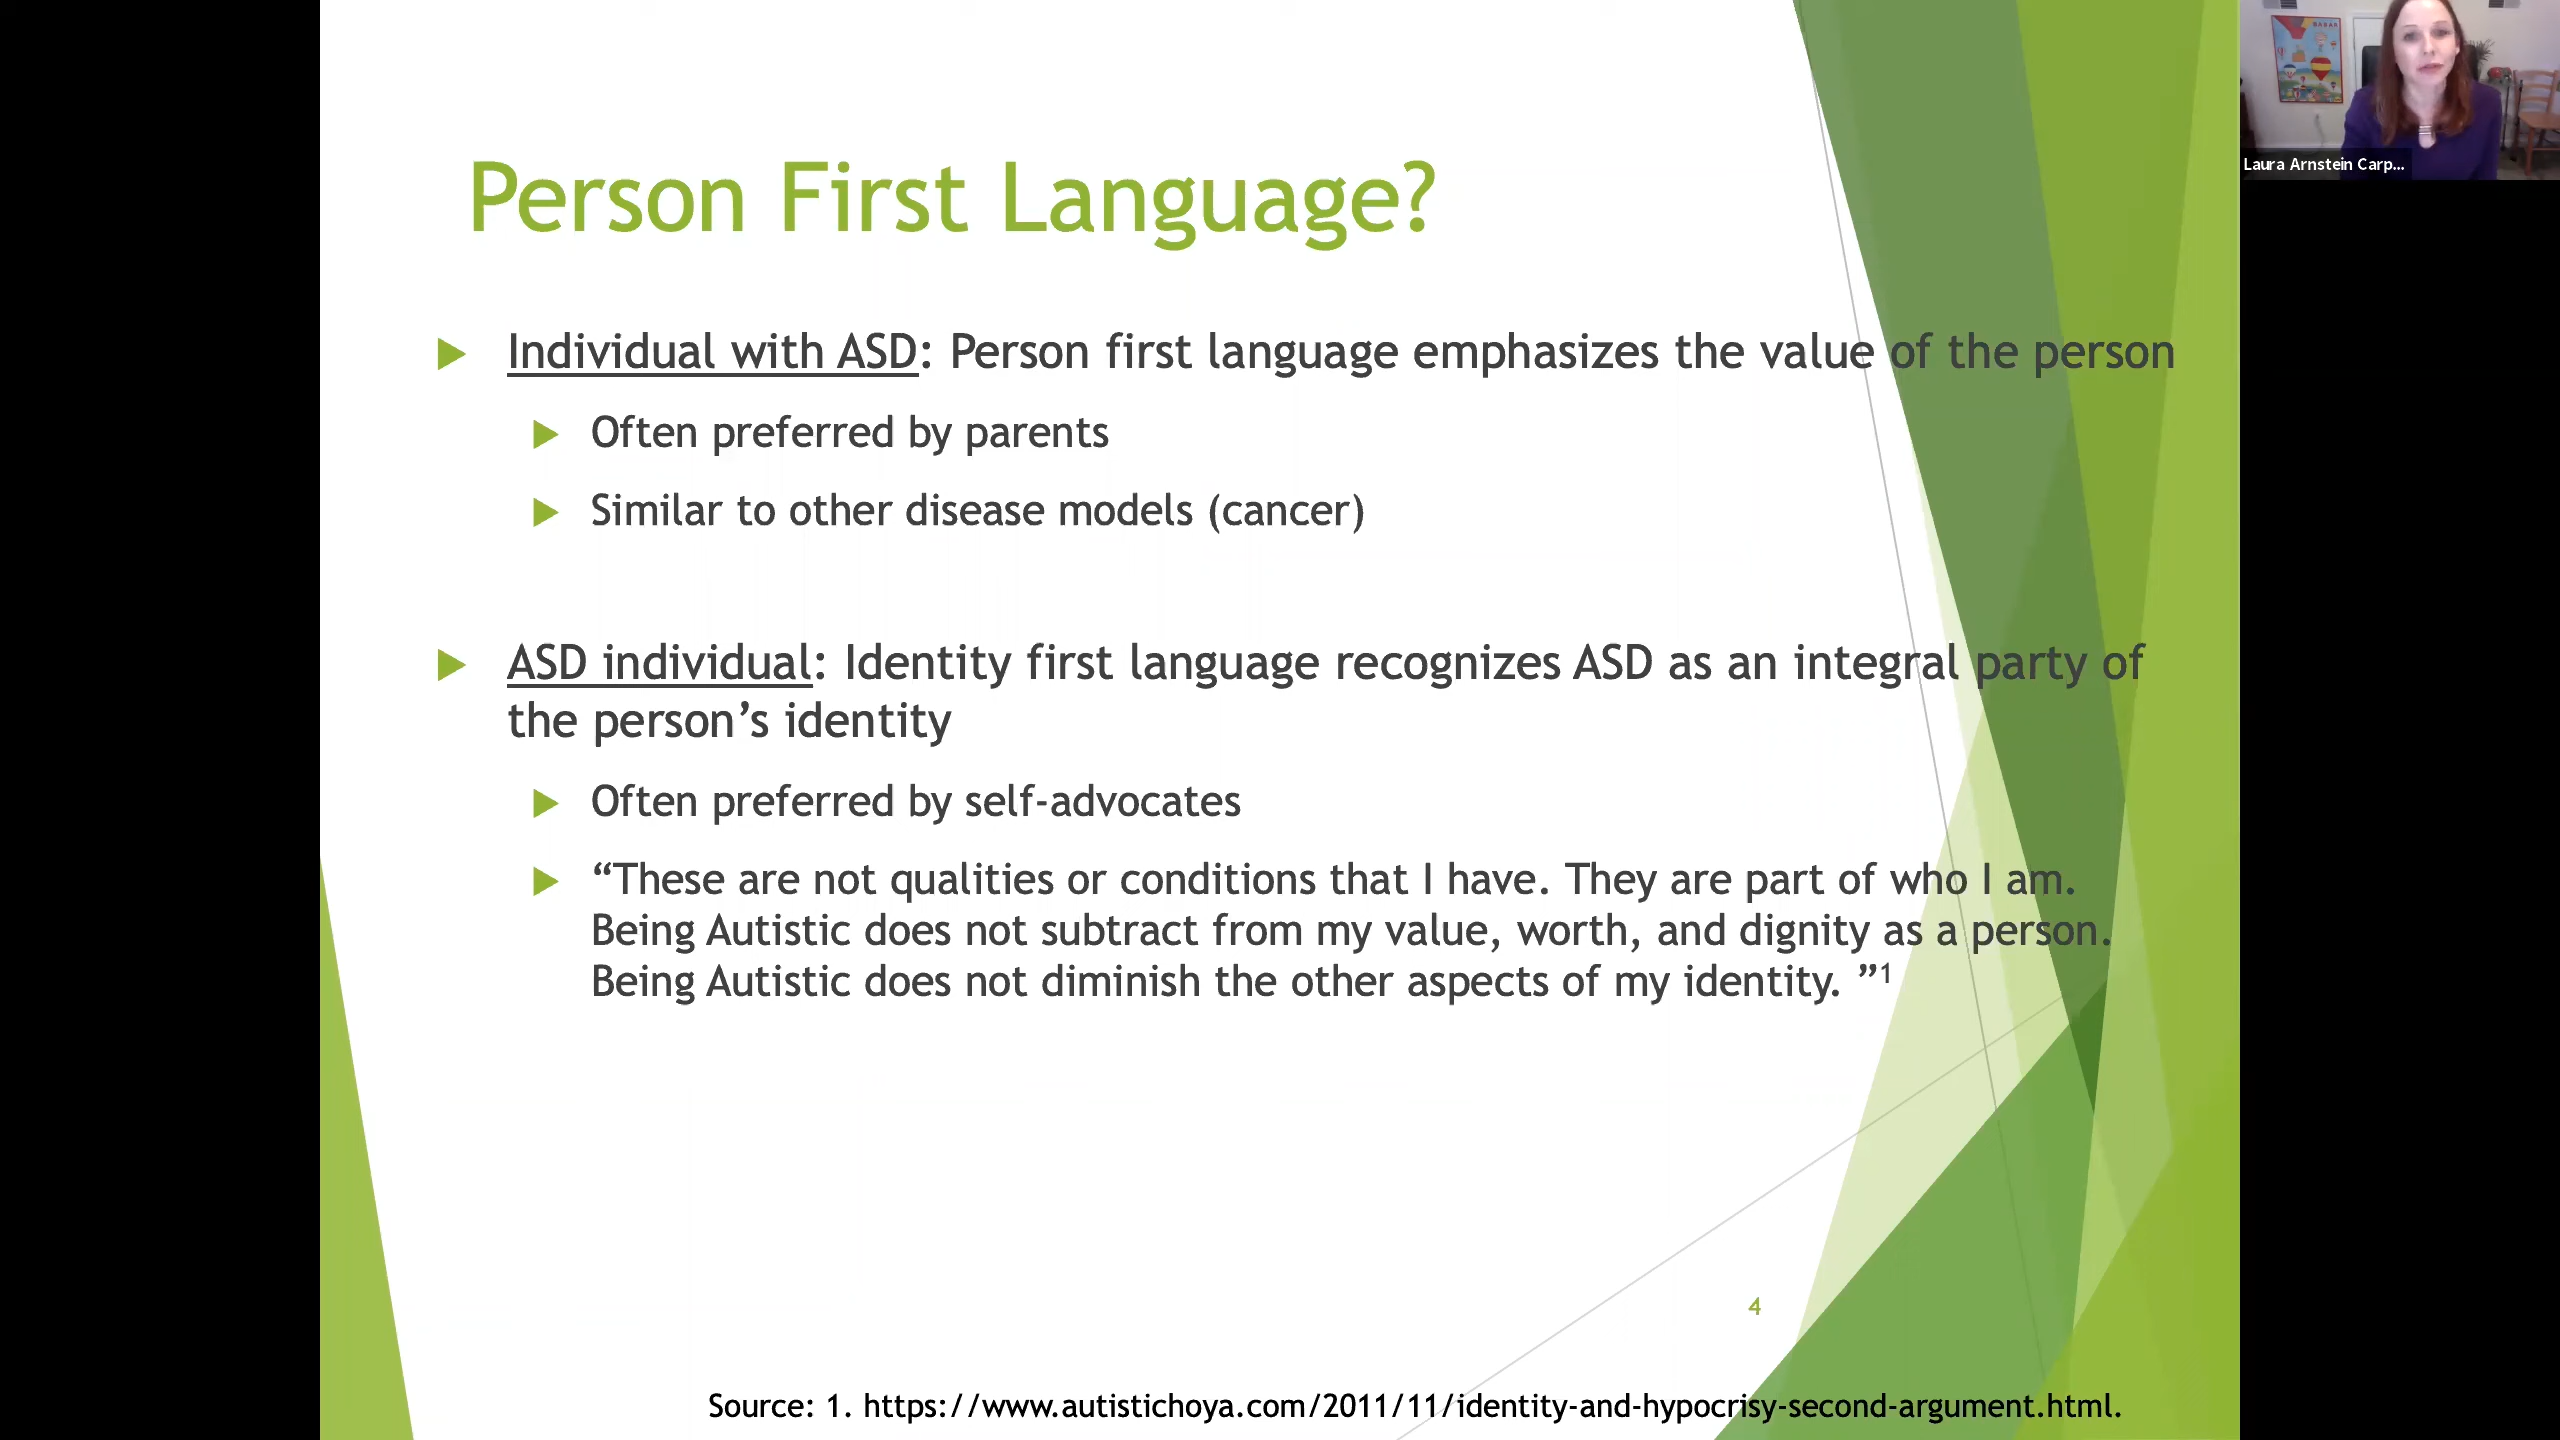 Person First Language?
Individual with ASD: Person first language emphasizes the value of the person
Often preferred by parents
Similar to other disease models (cancer)
ASD individual: Identity first language recognizes ASD as an integral party of
the person’s identity
Often preferred by self-advocates
“These are not qualities or conditions that I have. They are part of who I am.
Being Autistic does not subtract from my value, worth, and dignity as a person.
Being Autistic does not diminish the other aspects of my identity. ”1
4
Source: 1. https://www.autistichoya.com/2011/11/identity-and-hypocrisy-second-argument.html.
BABAR
Laura Arnstein Carp...